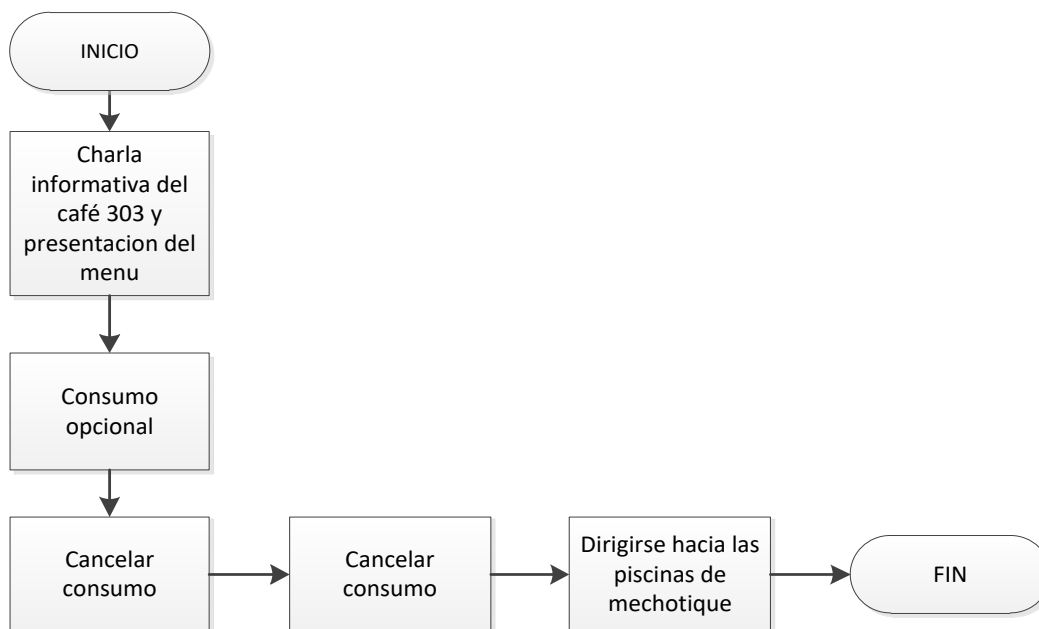 INICIO
Charla
informativa del
café 303 y
presentacion del
menu
Consumo
opcional
Cancelar
consumo
Cancelar
consumo
Dirigirse hacia las
piscinas de
mechotique
FIN